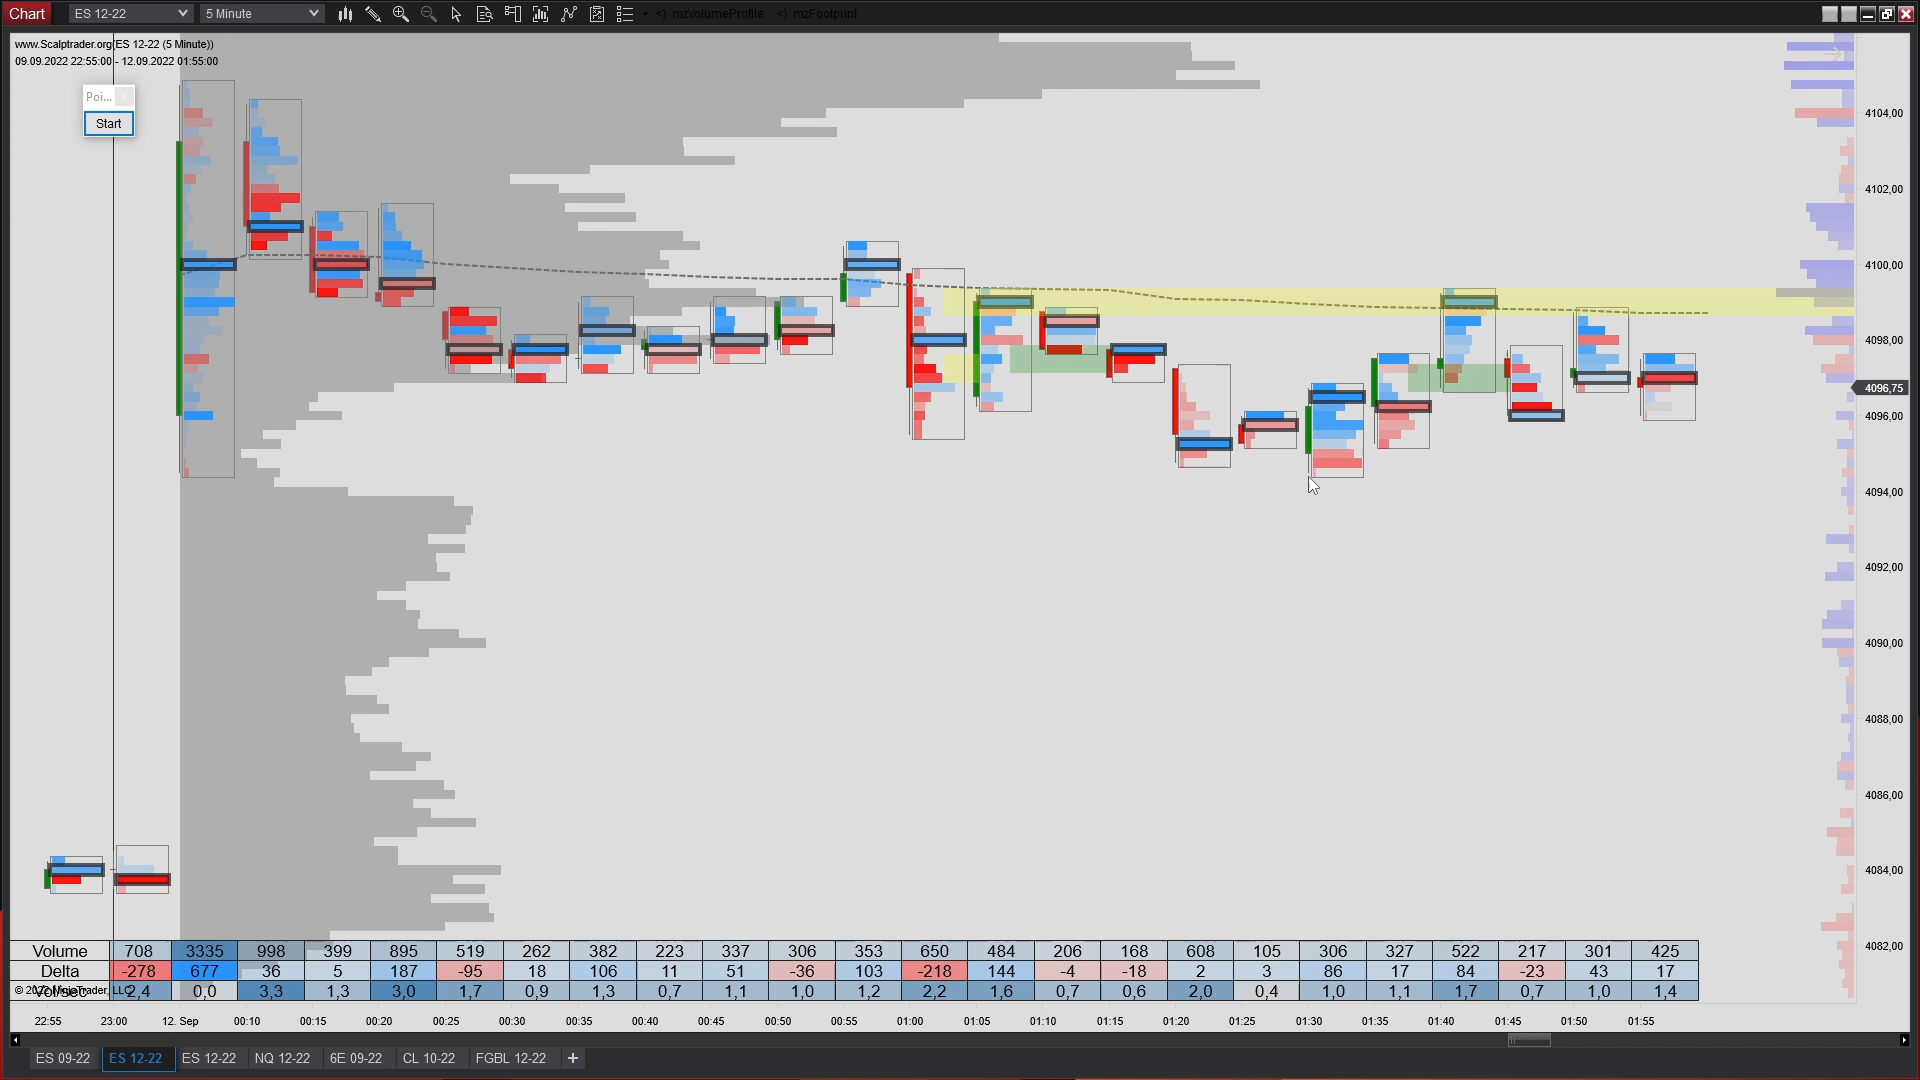 Chart ES 12-22 5 Minute mzVolumeProfile mzFootprint
www.Scalptrader.org(ES 12-22 (5 Minute))
09.09.2022 22:55:00 - 12.09.2022 01:55:00
Poi...
Start
4104,00
4102,00
4100,00
4098,00
4096,75
4096,00
4094,00
4092,00
4090,00
4088,00
4086,00
4084,00
4082,00
Volume 708 3335 998 399 895 519 262 382 223 337 306 353 650 484 206 168 608 105 306 327 522 217 301 425
Delta -278 677 36 5 187 -95 18 106 11 51 -36 103 -218 144 -4 -18 2 3 86 17 84 -23 43 17
Vol/sec 2,4 0,0 3,3 1,3 3,0 1,7 0,9 1,3 0,7 1,1 1,0 1,2 2,2 1,6 0,7 0,6 2,0 0,4 1,0 1,1 1,7 0,7 1,0 1,4
© 2022 NinjaTrader, LLC
22:55 23:00 12. Sep 00:10 00:15 00:20 00:25 00:30 00:35 00:40 00:45 00:50 00:55 01:00 01:05 01:10 01:15 01:20 01:25 01:30 01:35 01:40 01:45 01:50 01:55
ES 09-22 ES 12-22 ES 12-22 NQ 12-22 6E 09-22 CL 10-22 FGBL 12-22 +